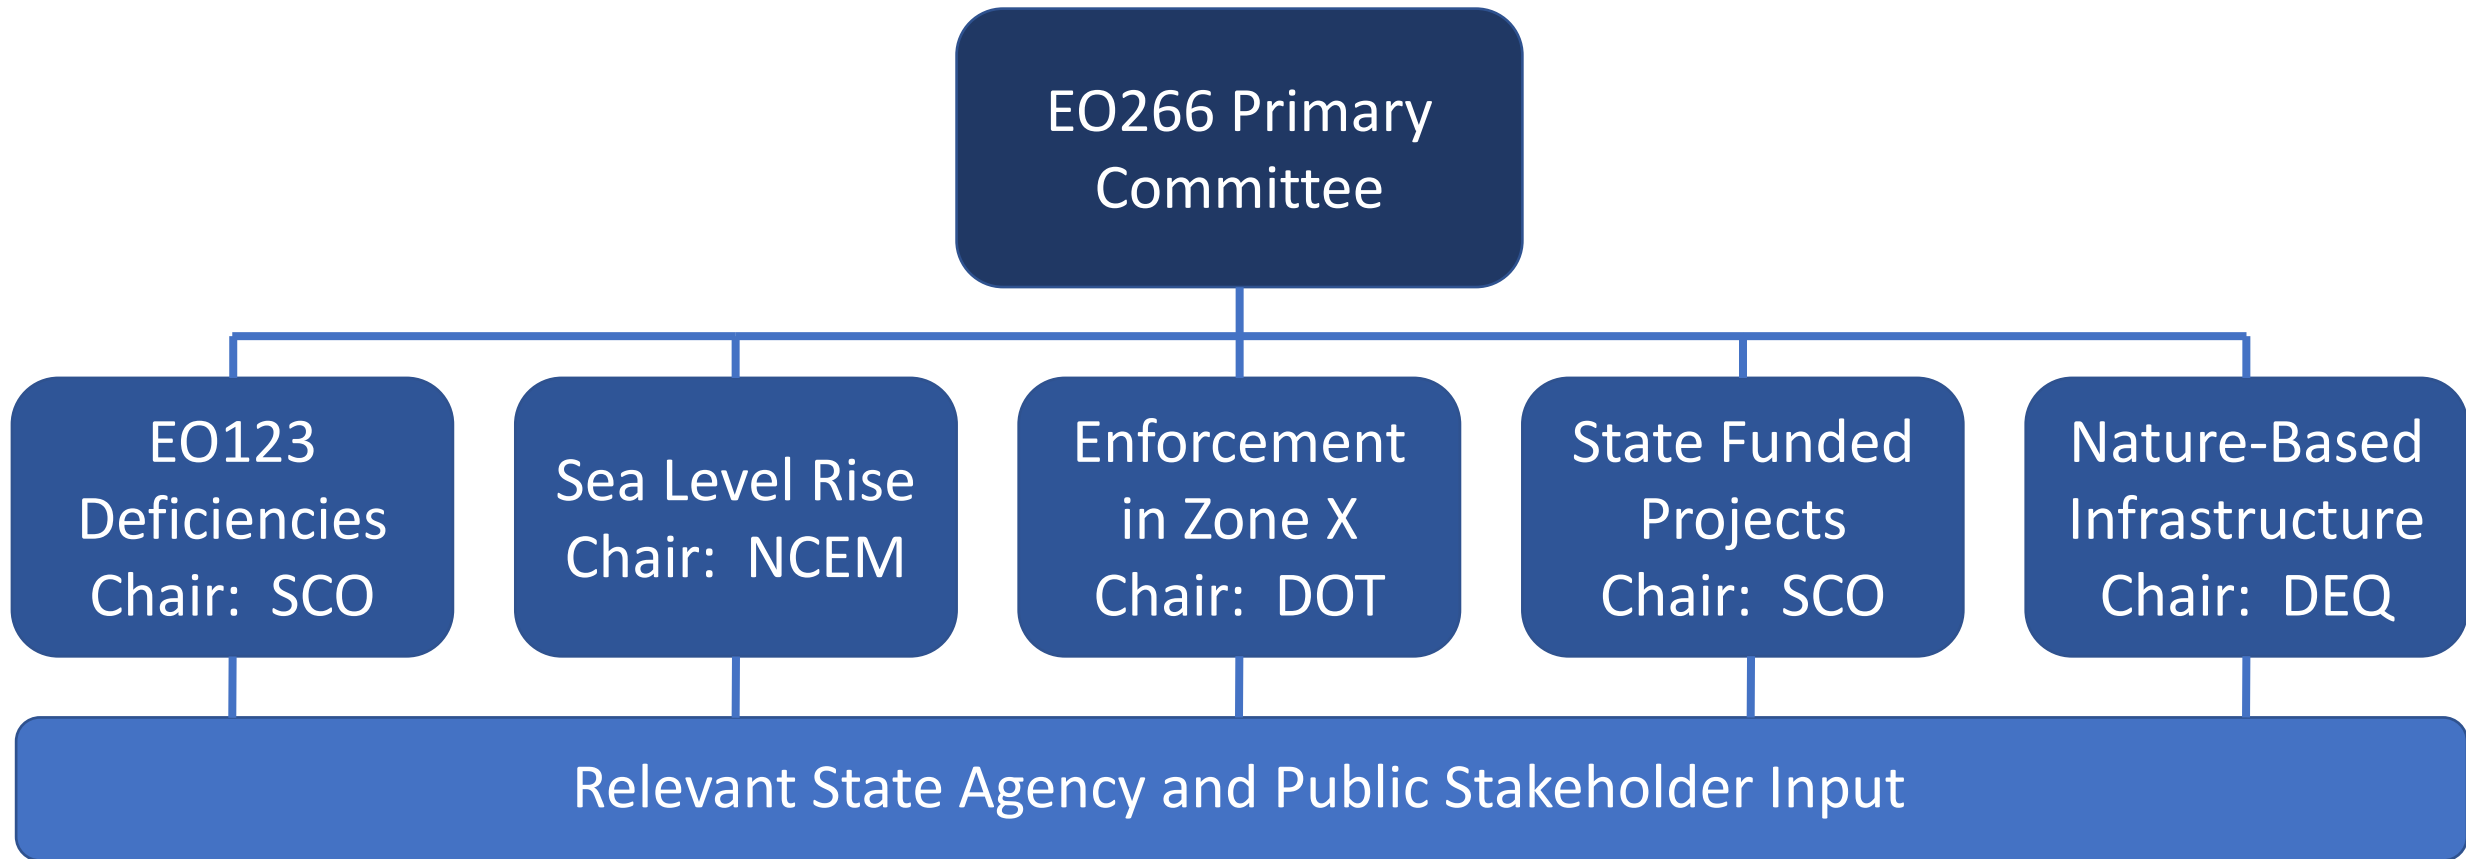 EO266 Primary
Committee
EO123
Deficiencies
Chair:  SCO
Sea Level Rise
Chair:  NCEM
Enforcement
in Zone X
Chair:  DOT
State Funded
Projects
Chair:  SCO
Nature-Based
Infrastructure
Chair:  DEQ
Relevant State Agency and Public Stakeholder Input